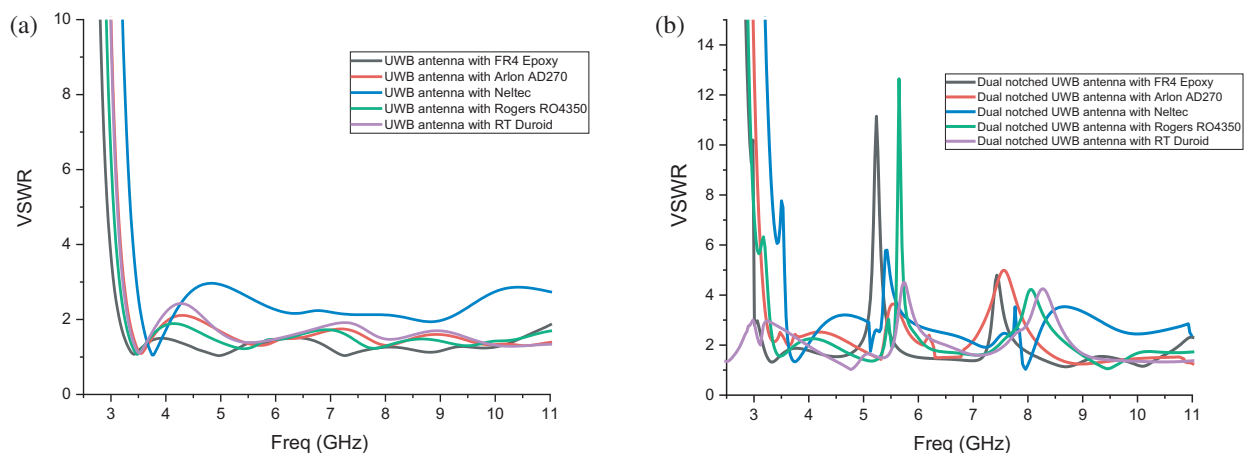 (a)
10
8
6
4
2
0
VSWR
3 4 5 6 7 8 9 10 11
Freq (GHz)
UWB antenna with FR4 Epoxy
UWB antenna with Arlon AD270
UWB antenna with Neltec
UWB antenna with Rogers RO4350
UWB antenna with RT Duroid
(b)
14
12
10
8
6
4
2
0
VSWR
3 4 5 6 7 8 9 10 11
Freq (GHz)
Dual notched UWB antenna with FR4 Epoxy
Dual notched UWB antenna with Arlon AD270
Dual notched UWB antenna with Neltec
Dual notched UWB antenna with Rogers RO4350
Dual notched UWB antenna with RT Duroid